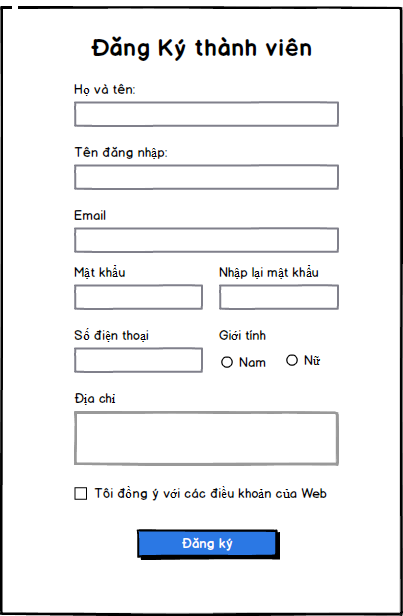 Đăng Ký thành viên
Họ và tên:
Tên đăng nhập:
Email
Mật khẩu
Nhập lại mật khẩu
Số điện thoại
Giới tính
Nam
Nữ
Địa chỉ
Tôi đồng ý với các điều khoản của Web
Đăng ký